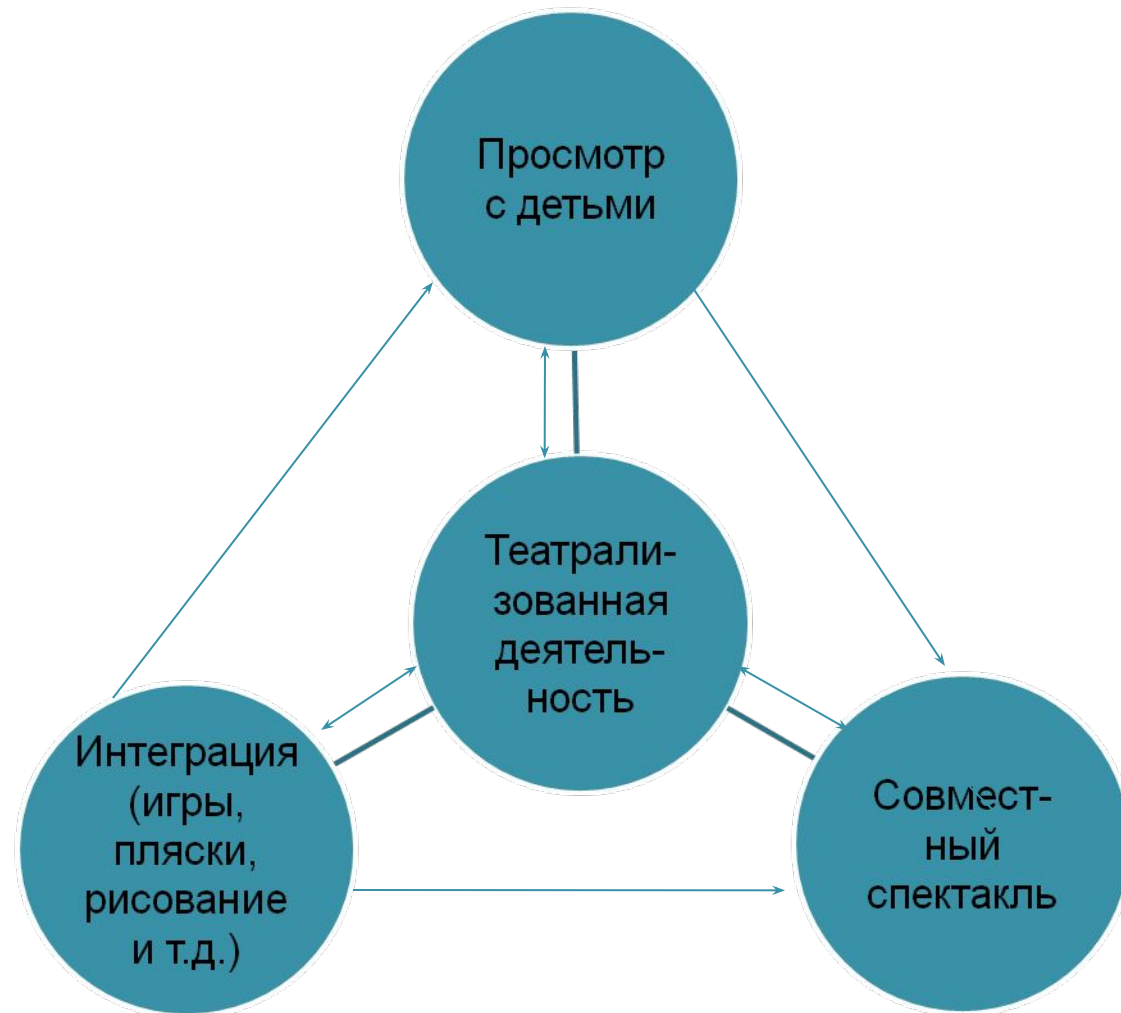 Просмотр
с детьми
Театрали-
зованная
деятель-
ность
Интеграция
(игры,
пляски,
рисование
и т.д.)
Совмест-
ный
спектакль